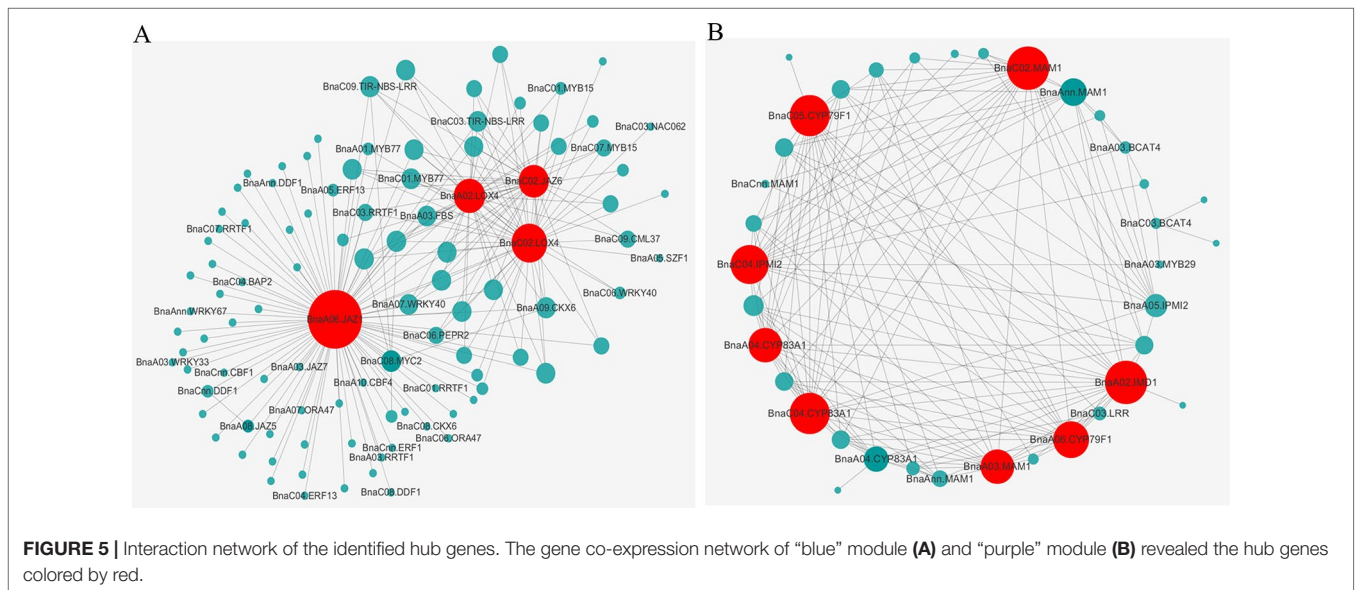 A
BnaC09.TIR-NBS-LRR
BnaC01.MYB15
BnaC03.TIR-NBS-LRR
BnaC03.NAC062
BnaA01.MYB77
BnaC07.MYB15
BnaC01.MYB77
BnaC02.JAZ6
BnaAnn.DDF1
BnaA05.ERF13
BnaA02.LOX4
BnaC03.RRTF1
BnaA03.FBS
BnaC07.RRTF1
BnaC02.LOX4
BnaC09.CML37
BnaA05.SZF1
BnaC04.BAP2
BnaC06.WRKY40
BnaA07.WRKY40
BnaA09.CKX6
BnaAnn.WRKY67
BnaA06.JAZ1
BnaC06.PEPR2
BnaA03.WRKY33
BnaC08.MYC2
BnaCnn.CBF1
BnaA03.JAZ7
BnaA10.CBF4
BnaC01.RRTF1
BnaCnn.DDF1
BnaA07.ORA47
BnaA08.JAZ5
BnaC08.CKX6
BnaC06.ORA47
BnaCnn.ERF1
BnaA03.RRTF1
BnaC04.ERF13
BnaC09.DDF1
B
BnaC02.MAM1
BnaAnn.MAM1
BnaC05.CYP79F1
BnaA03.BCAT4
BnaCnn.MAM1
BnaC03.BCAT4
BnaC04.IPMI2
BnaA03.MYB29
BnaA05.IPMI2
BnaA04.CYP83A1
BnaA02.IMD1
BnaC04.CYP83A1
BnaC03.LRR
BnaA06.CYP79F1
BnaA04.CYP83A1
BnaA03.MAM1
BnaAnn.MAM1
FIGURE 5 | Interaction network of the identified hub genes. The gene co-expression network of “blue” module (A) and “purple” module (B) revealed the hub genes
colored by red.